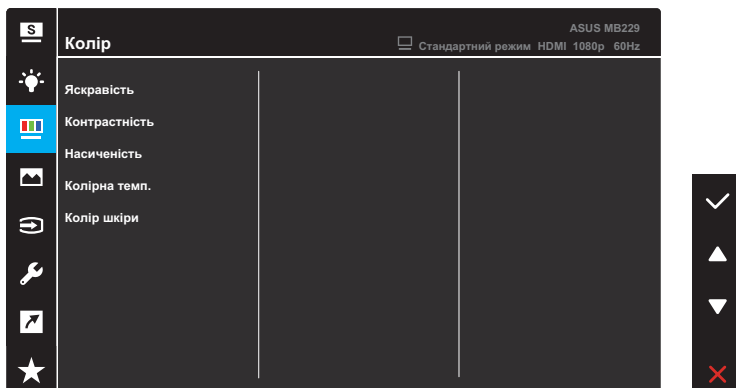 S
ASUS MB229
Колір
Стандартний режим HDMI 1080p 60Hz
Яскравість
Контрастність
Насиченість
Колірна темп.
Колір шкіри